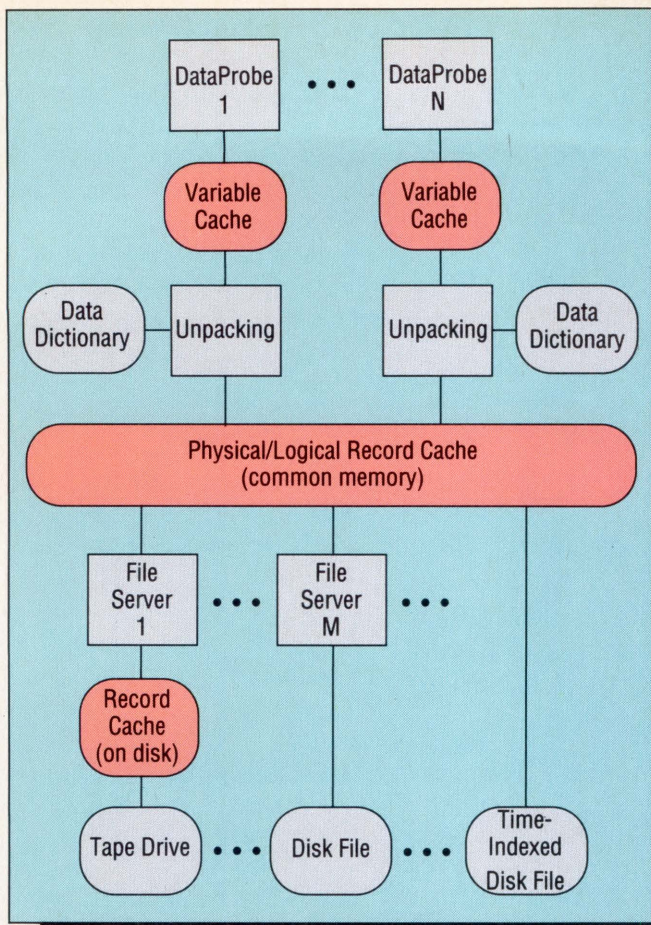 DataProbe
1
DataProbe
N
Variable
Cache
Variable
Cache
Data
Dictionary
Unpacking
Unpacking
Data
Dictionary
Physical/Logical Record Cache
(common memory)
File
Server
1
File
Server
M
Record
Cache
(on disk)
Tape Drive
Disk File
Time-
Indexed
Disk File